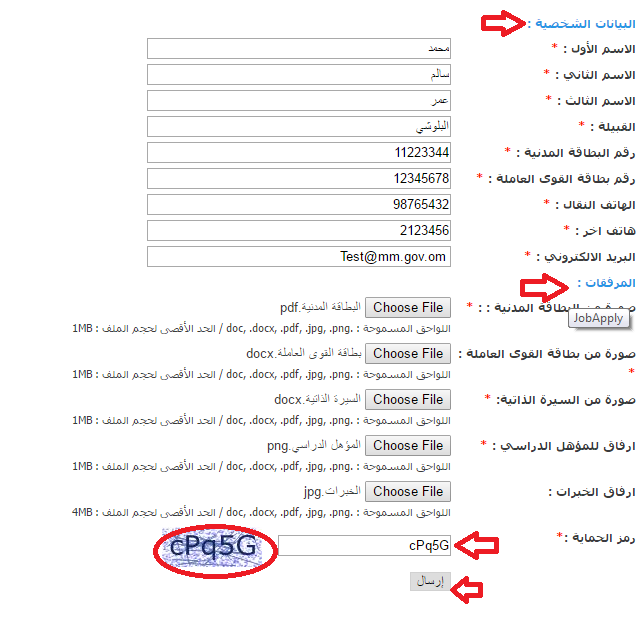 البيانات الشخصية :
الاسم الأول : * محمد
الاسم الثاني : * سالم
الاسم الثالث : * عمر
القبيلة : * البلوشي
رقم البطاقة المدنية : * 11223344
رقم بطاقة القوى العاملة : * 12345678
الهاتف النقال : * 98765432
هاتف اخر : * 2123456
البريد الالكتروني : * Test@mm.gov.om
المرفقات :
صورة من البطاقة المدنية : : * Choose File البطاقة المدنية.pdf
JobApply
اللواحق المسموحة : .doc, .docx, .pdf, .jpg, .png / الحد الأقصى لحجم الملف : 1MB
صورة من بطاقة القوى العاملة : * Choose File بطاقة القوى العاملة.docx
اللواحق المسموحة : .doc, .docx, .pdf, .jpg, .png / الحد الأقصى لحجم الملف : 1MB
صورة من السيرة الذاتية: * Choose File السيرة الذاتية.docx
اللواحق المسموحة : .doc, .docx, .pdf, .jpg, .png / الحد الأقصى لحجم الملف : 1MB
ارفاق للمؤهل الدراسي : * Choose File المؤهل الدراسي.png
اللواحق المسموحة : .doc, .docx, .pdf, .jpg, .png / الحد الأقصى لحجم الملف : 1MB
ارفاق الخبرات : Choose File الخبرات.jpg
اللواحق المسموحة : .doc, .docx, .pdf, .jpg, .png / الحد الأقصى لحجم الملف : 4MB
رمز الحماية :* cPq5G cPq5G
إرسال